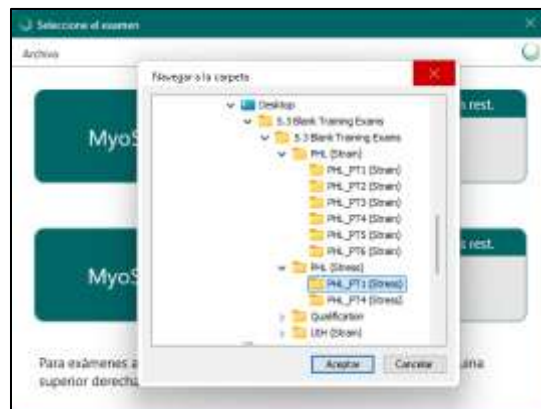 Seleccione el examen
Archivo
Navegar a la carpeta
Desktop
5.3 Blank Training Exams
5.3 Blank Training Exams
PHL (Strain)
PHL_PT1 (Strain)
PHL_PT2 (Strain)
PHL_PT3 (Strain)
PHL_PT4 (Strain)
PHL_PT5 (Strain)
PHL_PT6 (Strain)
PHL (Stress)
PHL_PT1 (Stress)
PHL_PT4 (Stress)
Qualification
(Strain)
Aceptar Cancelar
MyoS
rest.
MyoS
rest.
Para exámenes a
superior derecha